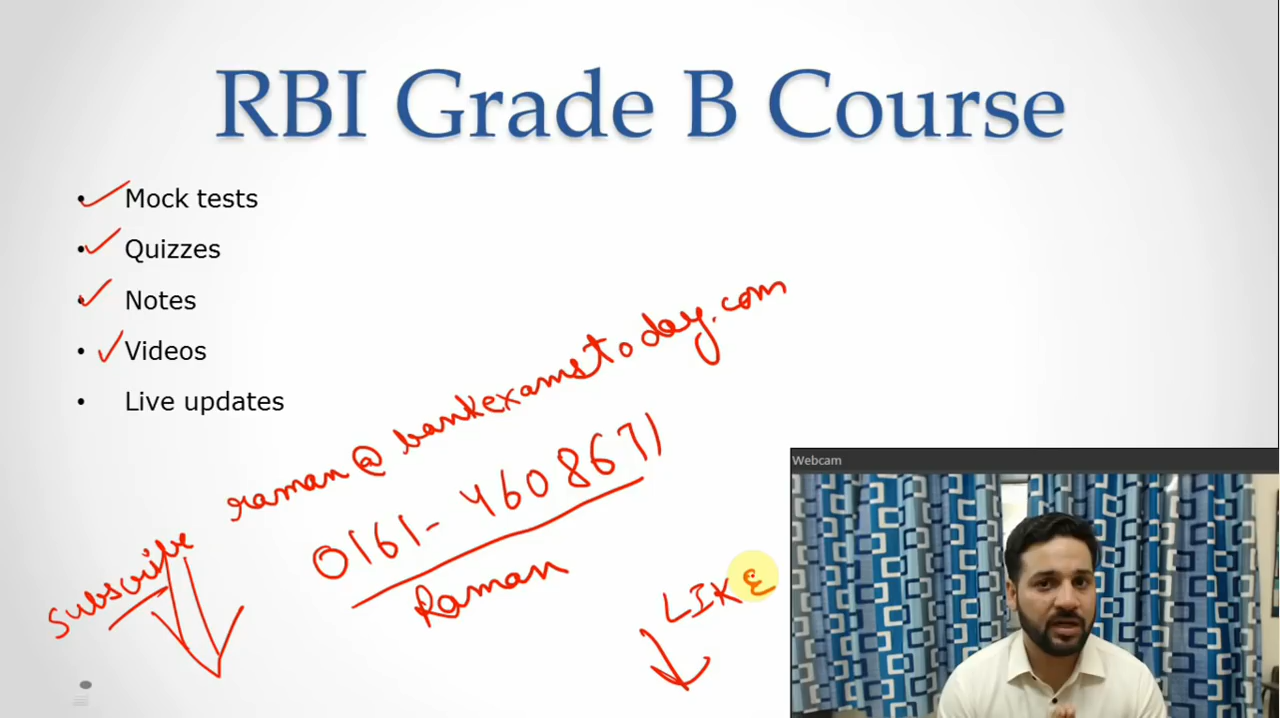 RBI Grade B Course
• Mock tests
• Quizzes
• Notes
• Videos
• Live updates
raman@bankexamstoday.com
0161-4608671
Raman
Subscribe
LIKE
Webcam